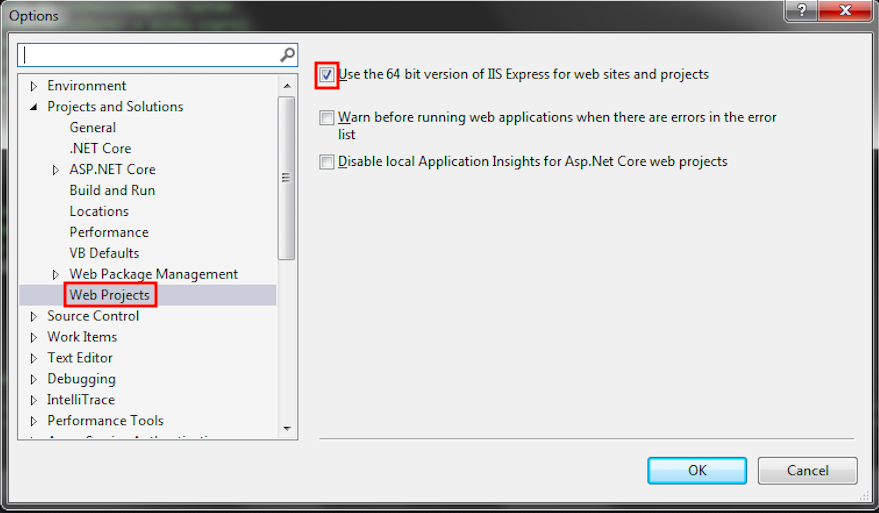 Options
Environment
Projects and Solutions
General
.NET Core
ASP.NET Core
Build and Run
Locations
Performance
VB Defaults
Web Package Management
Web Projects
Source Control
Work Items
Text Editor
Debugging
IntelliTrace
Performance Tools
Use the 64 bit version of IIS Express for web sites and projects
Warn before running web applications when there are errors in the error
list
Disable local Application Insights for Asp.Net Core web projects
OK
Cancel